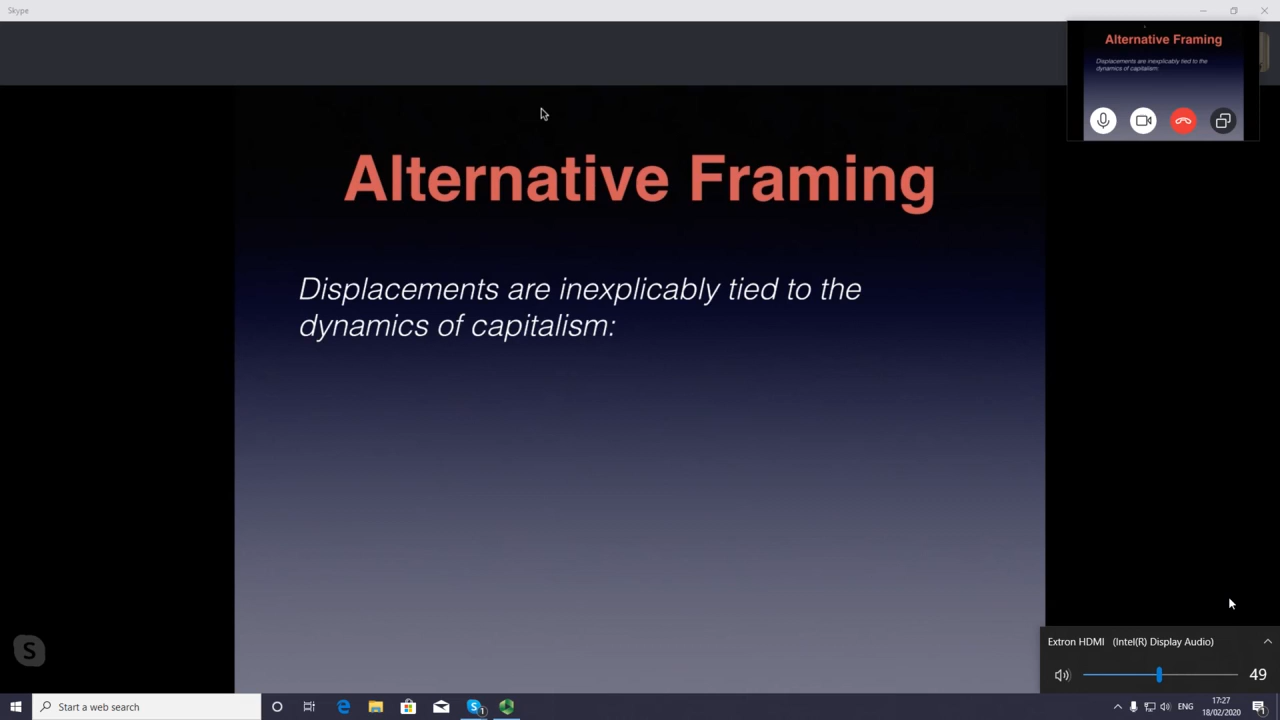 Skype
Alternative Framing
Displacements are inexplicably tied to the
dynamics of capitalism:
Alternative Framing
Displacements are inexplicably tied to the
dynamics of capitalism:
S
Extron HDMI (Intel(R) Display Audio)
49
Start a web search
S 1
ENG
17:27
18/02/2020
1